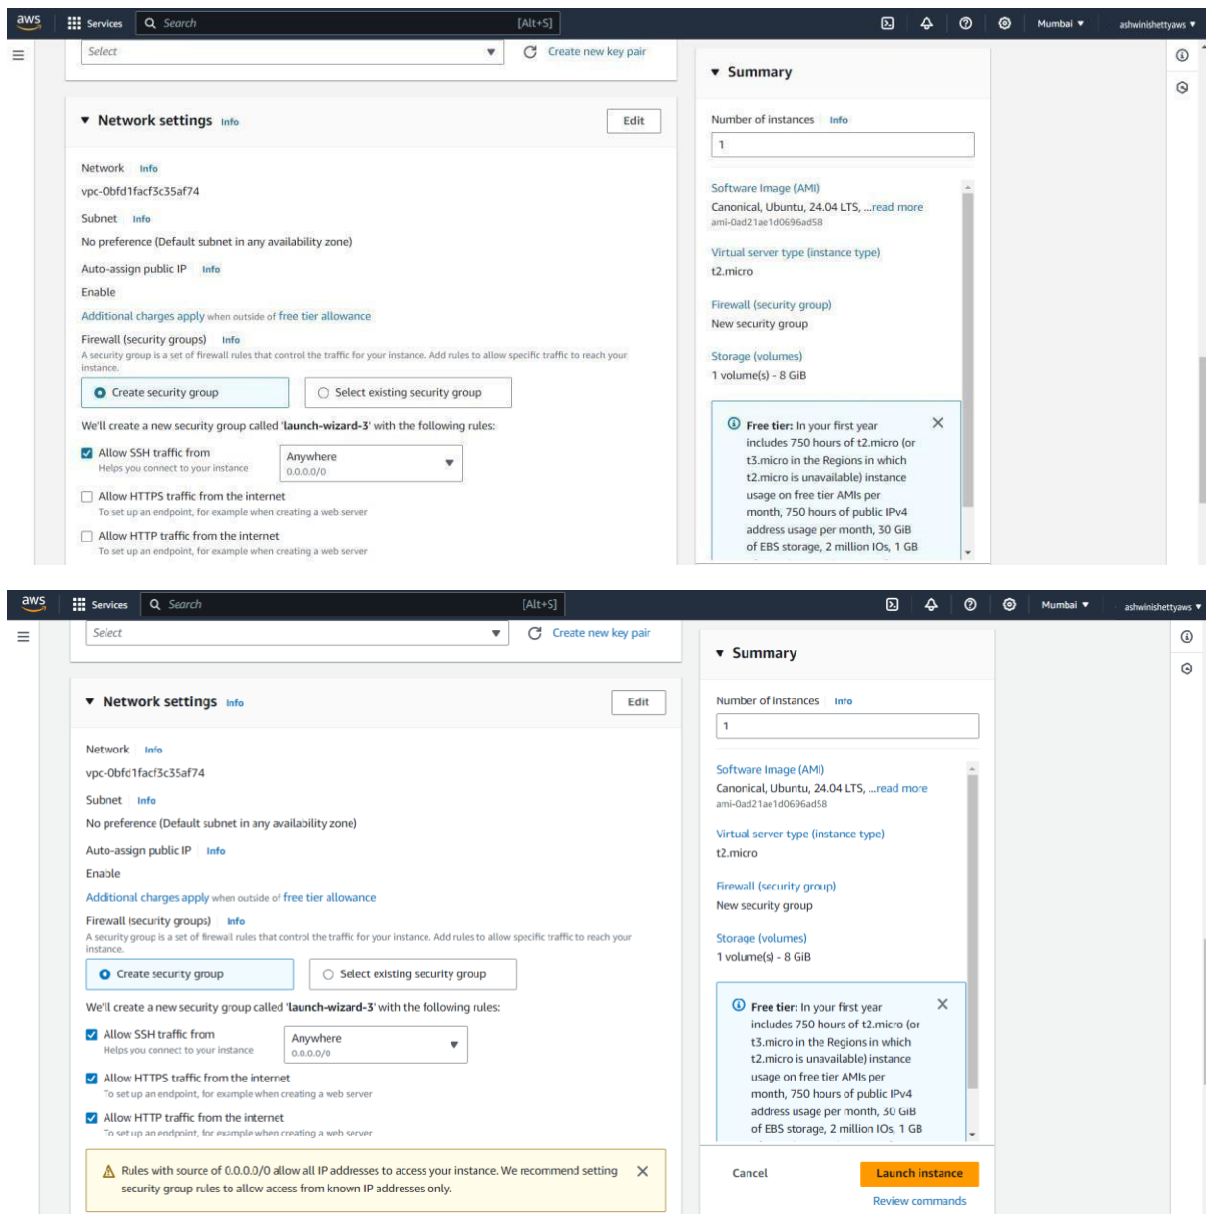 aws Services Search [Alt+S] Mumbai ▼ ashwinishettyaws ▼
Select Create new key pair
▼ Network settings Info Edit
Network Info
vpc-0bfd1facf3c35af74
Subnet Info
No preference (Default subnet in any availability zone)
Auto-assign public IP Info
Enable
Additional charges apply when outside of free tier allowance
Firewall (security groups) Info
A security group is a set of firewall rules that control the traffic for your instance. Add rules to allow specific traffic to reach your
instance.
Create security group Select existing security group
We'll create a new security group called 'launch-wizard-3' with the following rules:
Allow SSH traffic from
Helps you connect to your instance
Anywhere
0.0.0.0/0
Allow HTTPS traffic from the internet
To set up an endpoint, for example when creating a web server
Allow HTTP traffic from the internet
To set up an endpoint, for example when creating a web server
▼ Summary
Number of instances Info
1
Software Image (AMI)
Canonical, Ubuntu, 24.04 LTS, ...read more
ami-0ad21ae1d0696ad58
Virtual server type (instance type)
t2.micro
Firewall (security group)
New security group
Storage (volumes)
1 volume(s) - 8 GiB
Free tier: In your first year
includes 750 hours of t2.micro (or
t3.micro in the Regions in which
t2.micro is unavailable) instance
usage on free tier AMIs per
month, 750 hours of public IPv4
address usage per month, 30 GiB
of EBS storage, 2 million IOs, 1 GB
aws Services Search [Alt+S] Mumbai ▼ ashwinishettyaws ▼
Select Create new key pair
▼ Network settings Info Edit
Network Info
vpc-0bfd1facf3c35af74
Subnet Info
No preference (Default subnet in any availability zone)
Auto-assign public IP Info
Enable
Additional charges apply when outside of free tier allowance
Firewall (security groups) Info
A security group is a set of firewall rules that control the traffic for your instance. Add rules to allow specific traffic to reach your
instance.
Create security group Select existing security group
We'll create a new security group called 'launch-wizard-3' with the following rules:
Allow SSH traffic from
Helps you connect to your instance
Anywhere
0.0.0.0/0
Allow HTTPS traffic from the internet
To set up an endpoint, for example when creating a web server
Allow HTTP traffic from the internet
To set up an endpoint, for example when creating a web server
Rules with source of 0.0.0.0/0 allow all IP addresses to access your instance. We recommend setting
security group rules to allow access from known IP addresses only.
▼ Summary
Number of instances Info
1
Software Image (AMI)
Canonical, Ubuntu, 24.04 LTS, ...read more
ami-0ad21ae1d0696ad58
Virtual server type (instance type)
t2.micro
Firewall (security group)
New security group
Storage (volumes)
1 volume(s) - 8 GiB
Free tier: In your first year
includes 750 hours of t2.micro (or
t3.micro in the Regions in which
t2.micro is unavailable) instance
usage on free tier AMIs per
month, 750 hours of public IPv4
address usage per month, 30 GiB
of EBS storage, 2 million IOs, 1 GB
Cancel Launch instance
Review commands